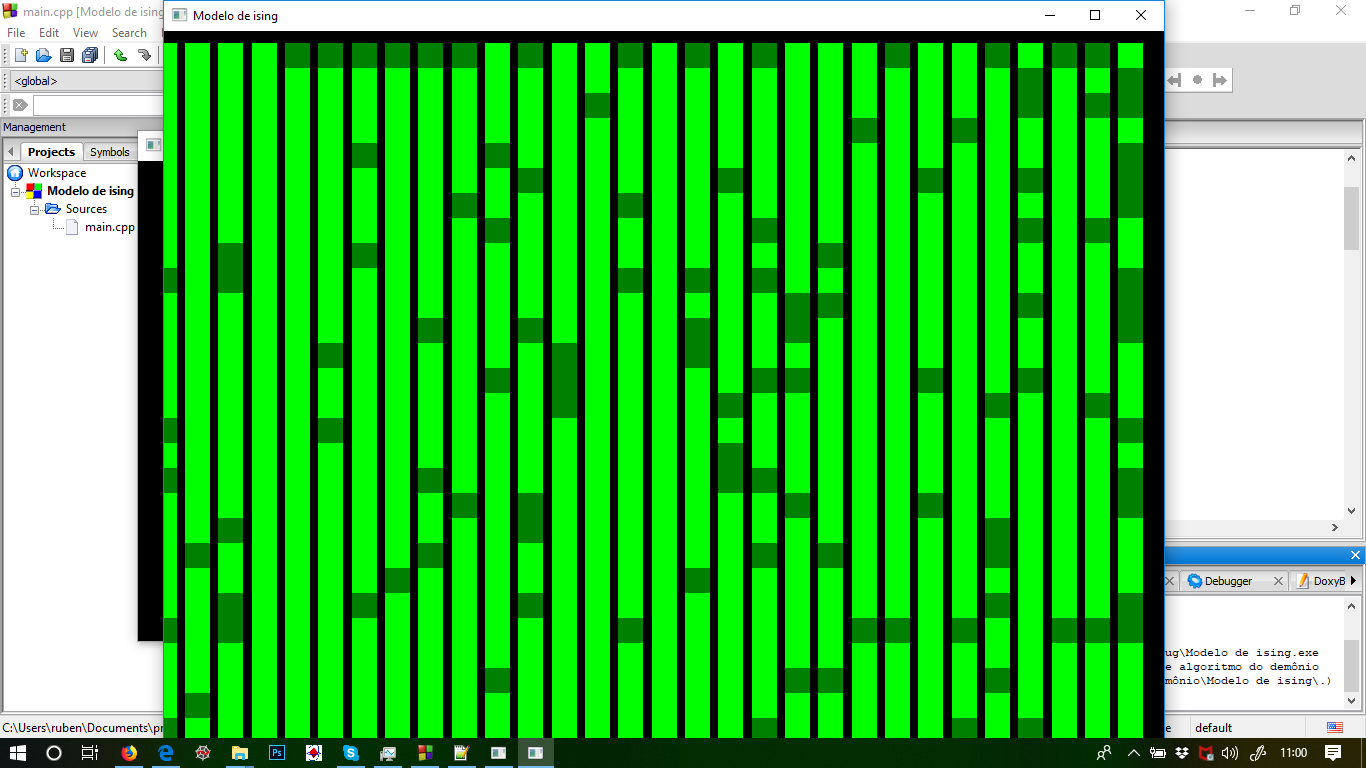 main.cpp [Modelo de ising
Modelo de ising
File Edit View Search
<global>
Management
Projects Symbols
Workspace
Modelo de ising
Sources
main.cpp
Debugger DoxyB
ug\Modelo de ising.exe
e algoritmo do demônio
mônio\Modelo de ising\.)
C:\Users\ruben\Documents\pr
e default
11:00